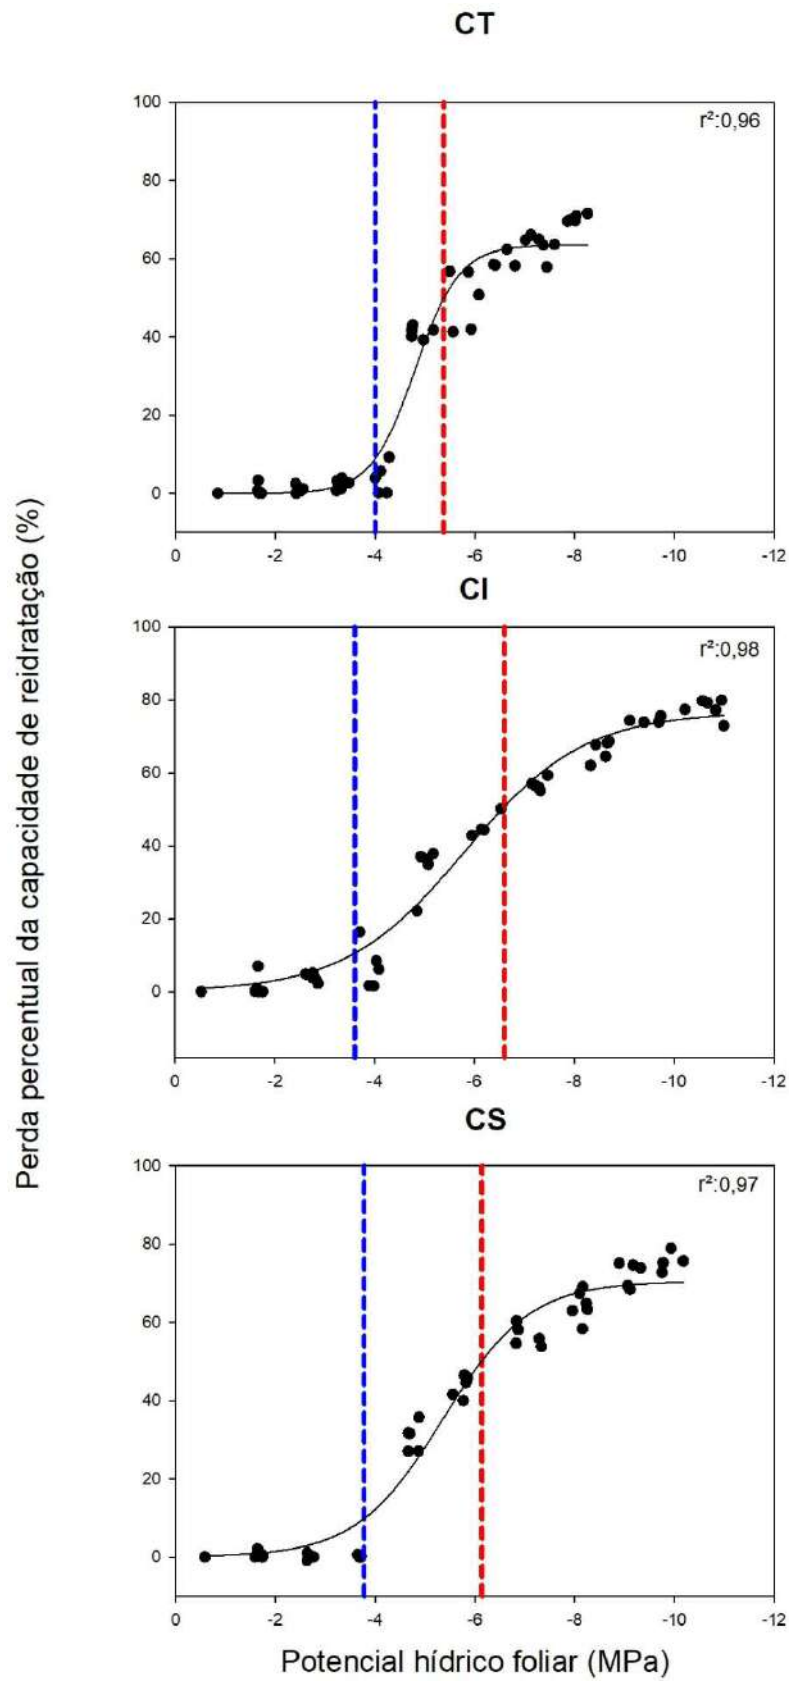 Perda percentual da capacidade de reidratação (%)
CT
r²:0,96
100
80
60
40
20
0
0 -2 -4 -6 -8 -10 -12
CI
r²:0,98
100
80
60
40
20
0
0 -2 -4 -6 -8 -10 -12
CS
r²:0,97
100
80
60
40
20
0
0 -2 -4 -6 -8 -10 -12
Potencial hídrico foliar (MPa)